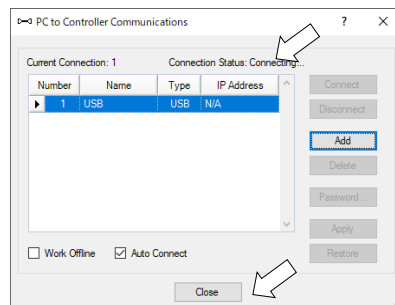 PC to Controller Communications ?
Current Connection: 1 Connection Status: Connecting...
Number Name Type IP Address
1 USB USB N/A
Connect
Disconnect
Add
Delete
Password...
Apply
Restore
Work Offline Auto Connect
Close